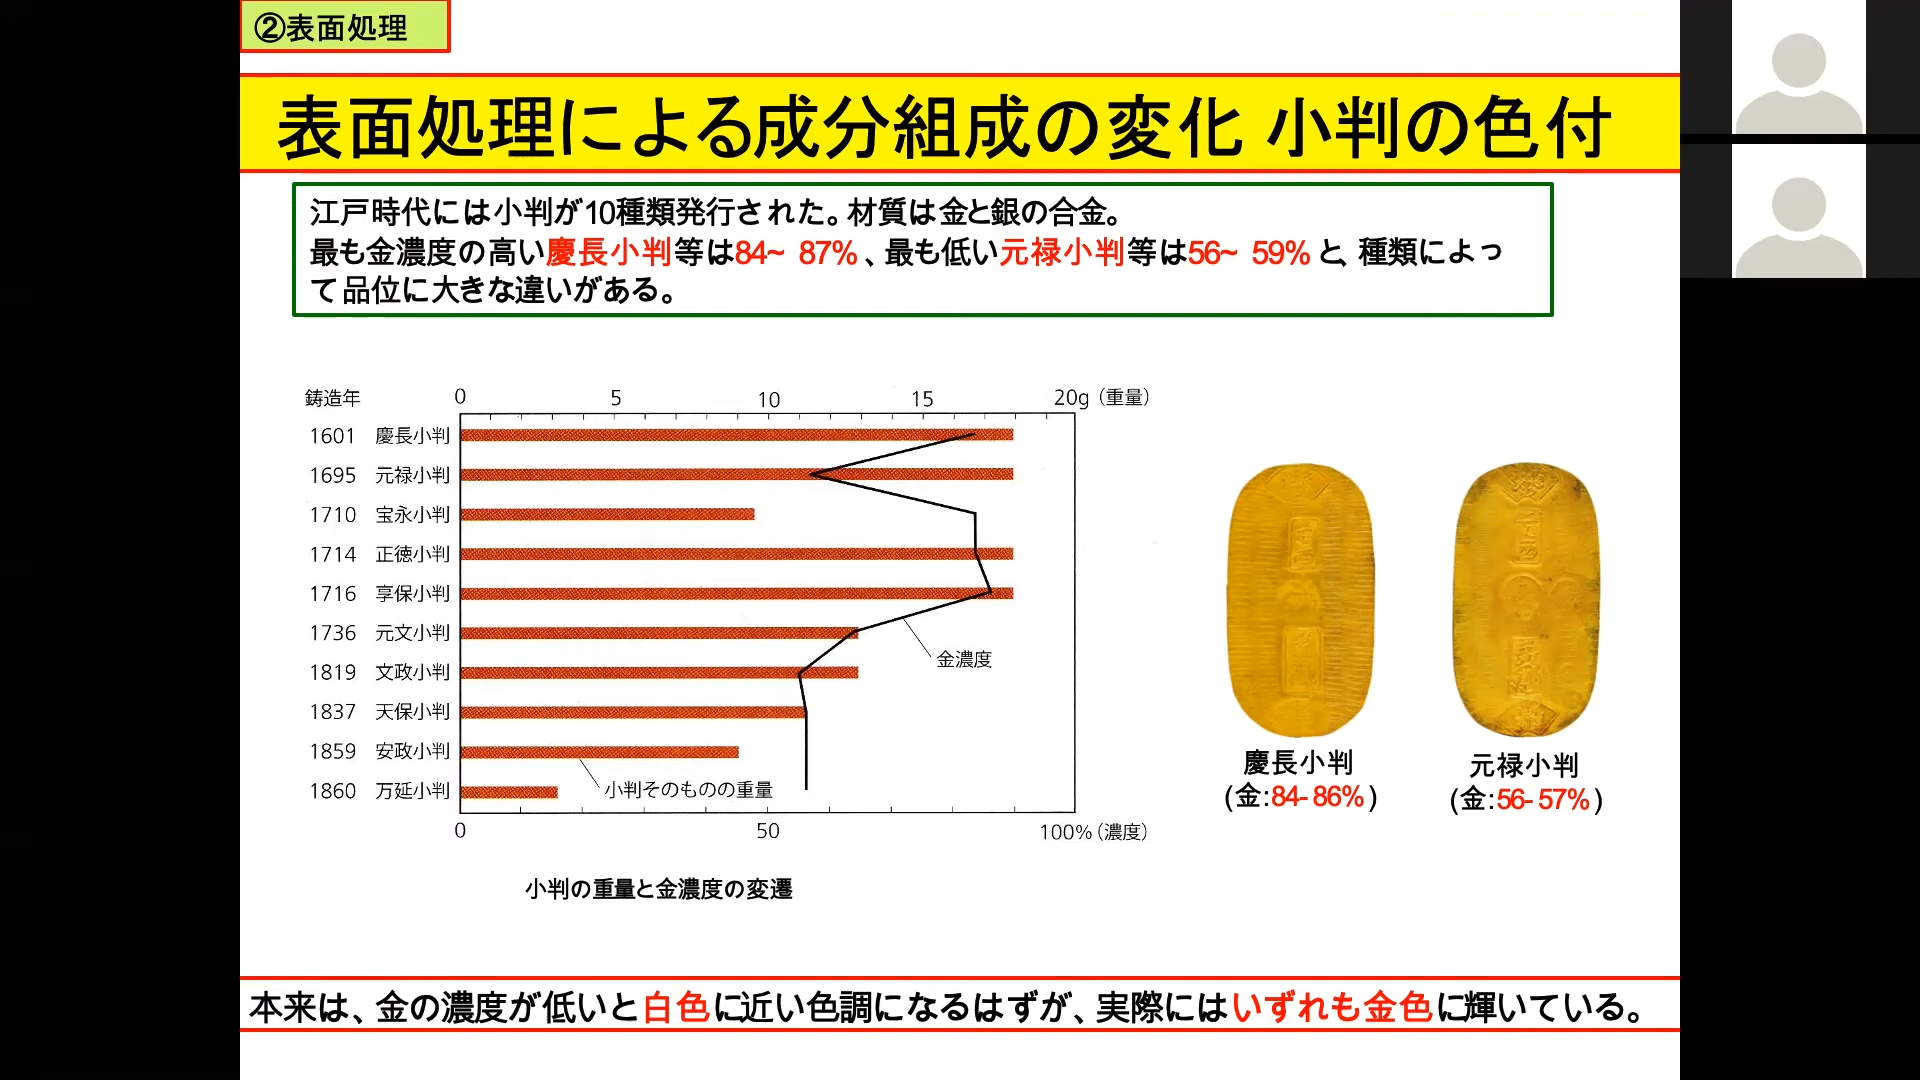 ②表面処理
表面処理による成分組成の変化 小判の色付
江戸時代には小判が10種類発行された。材質は金と銀の合金。
最も金濃度の高い慶長小判等は84~ 87%、最も低い元禄小判等は56~ 59%と、種類によっ
て品位に大きな違いがある。
鋳造年 0 5 10 15 20g（重量）
1601 慶長小判
1695 元禄小判
1710 宝永小判
1714 正徳小判
1716 享保小判
1736 元文小判
金濃度
1819 文政小判
1837 天保小判
1859 安政小判
小判そのものの重量
1860 万延小判
0 50 100%（濃度）
小判の重量と金濃度の変遷
慶長小判
(金:84-86%)
元禄小判
(金:56-57%)
本来は、金の濃度が低いと白色に近い色調になるはずが、実際にはいずれも金色に輝いている。